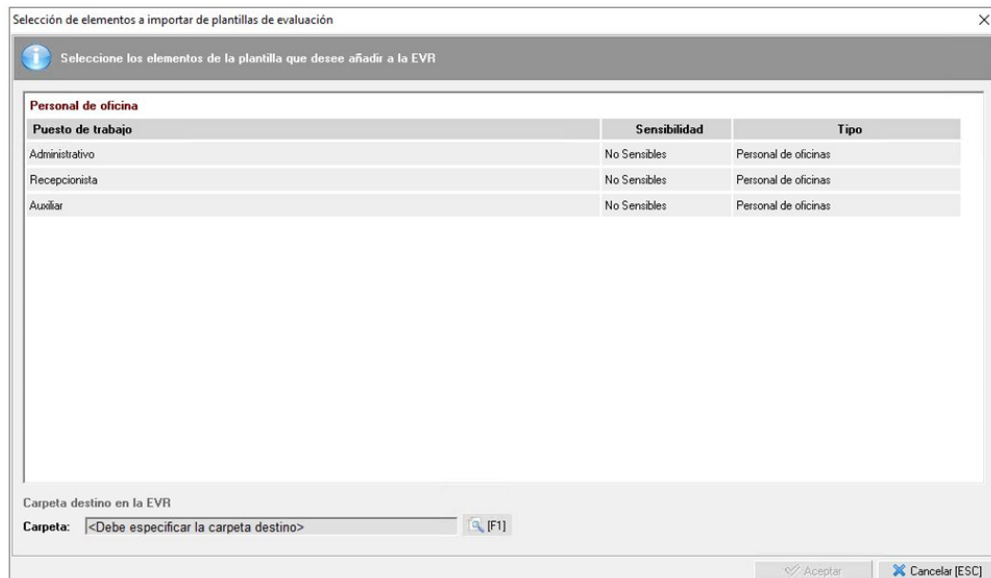 Selección de elementos a importar de plantillas de evaluación
Seleccione los elementos de la plantilla que desee añadir a la EVR
Personal de oficina
Puesto de trabajo Sensibilidad Tipo
Administrativo No Sensibles Personal de oficinas
Recepcionista No Sensibles Personal de oficinas
Auxiliar No Sensibles Personal de oficinas
Carpeta destino en la EVR
Carpeta: <Debe especificar la carpeta destino> [F1]
Aceptar Cancelar [ESC]